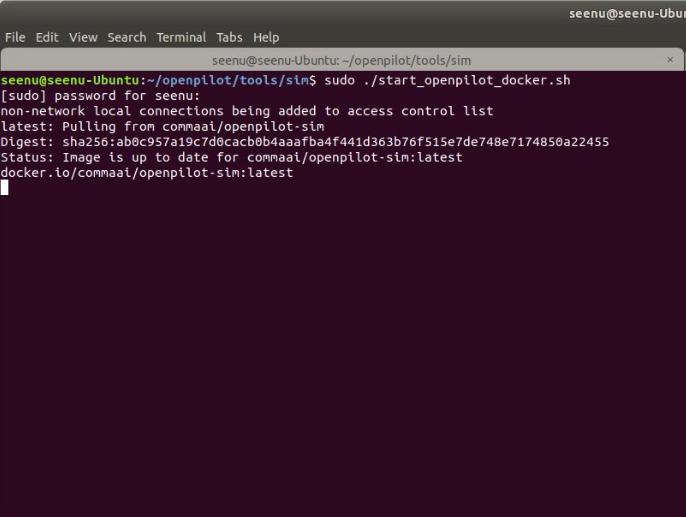 seenu@seenu-Ubu
File Edit View Search Terminal Tabs Help
seenu@seenu-Ubuntu: ~/openpilot/tools/sim ×
seenu@seenu-Ubuntu:~/openpilot/tools/sim$ sudo ./start_openpilot_docker.sh
[sudo] password for seenu:
non-network local connections being added to access control list
latest: Pulling from commaai/openpilot-sim
Digest: sha256:ab0c957a19c7d0cacb0b4aaafba4f441d363b76f515e7de748e7174850a22455
Status: Image is up to date for commaai/openpilot-sim:latest
docker.io/commaai/openpilot-sim:latest